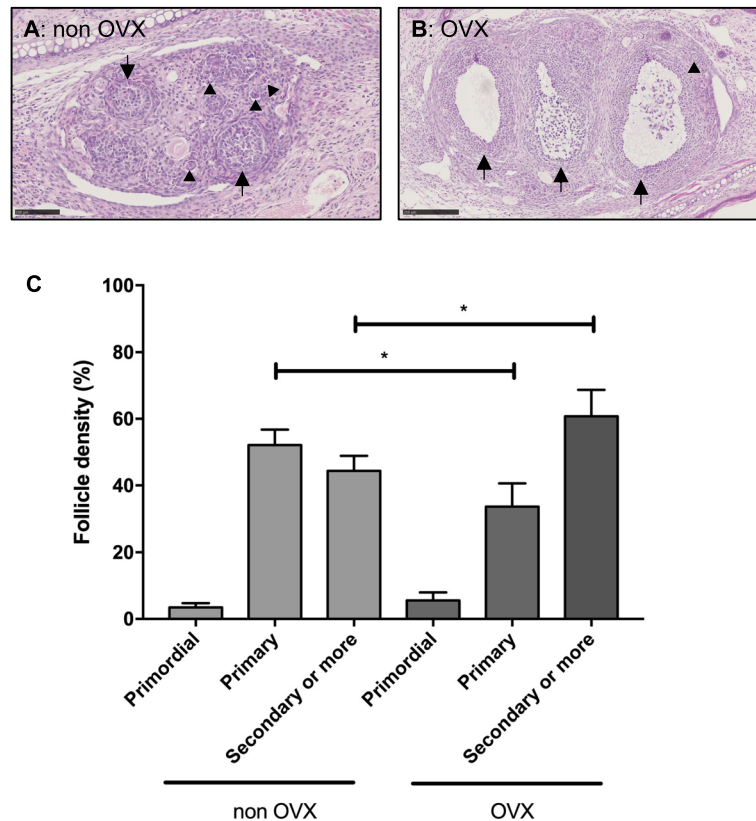 A: non OVX
B: OVX
C
Follicle density (%)
100
80
60
40
20
0
*
*
Primordial
Primary
Secondary or more
Primordial
Primary
Secondary or more
non OVX
OVX